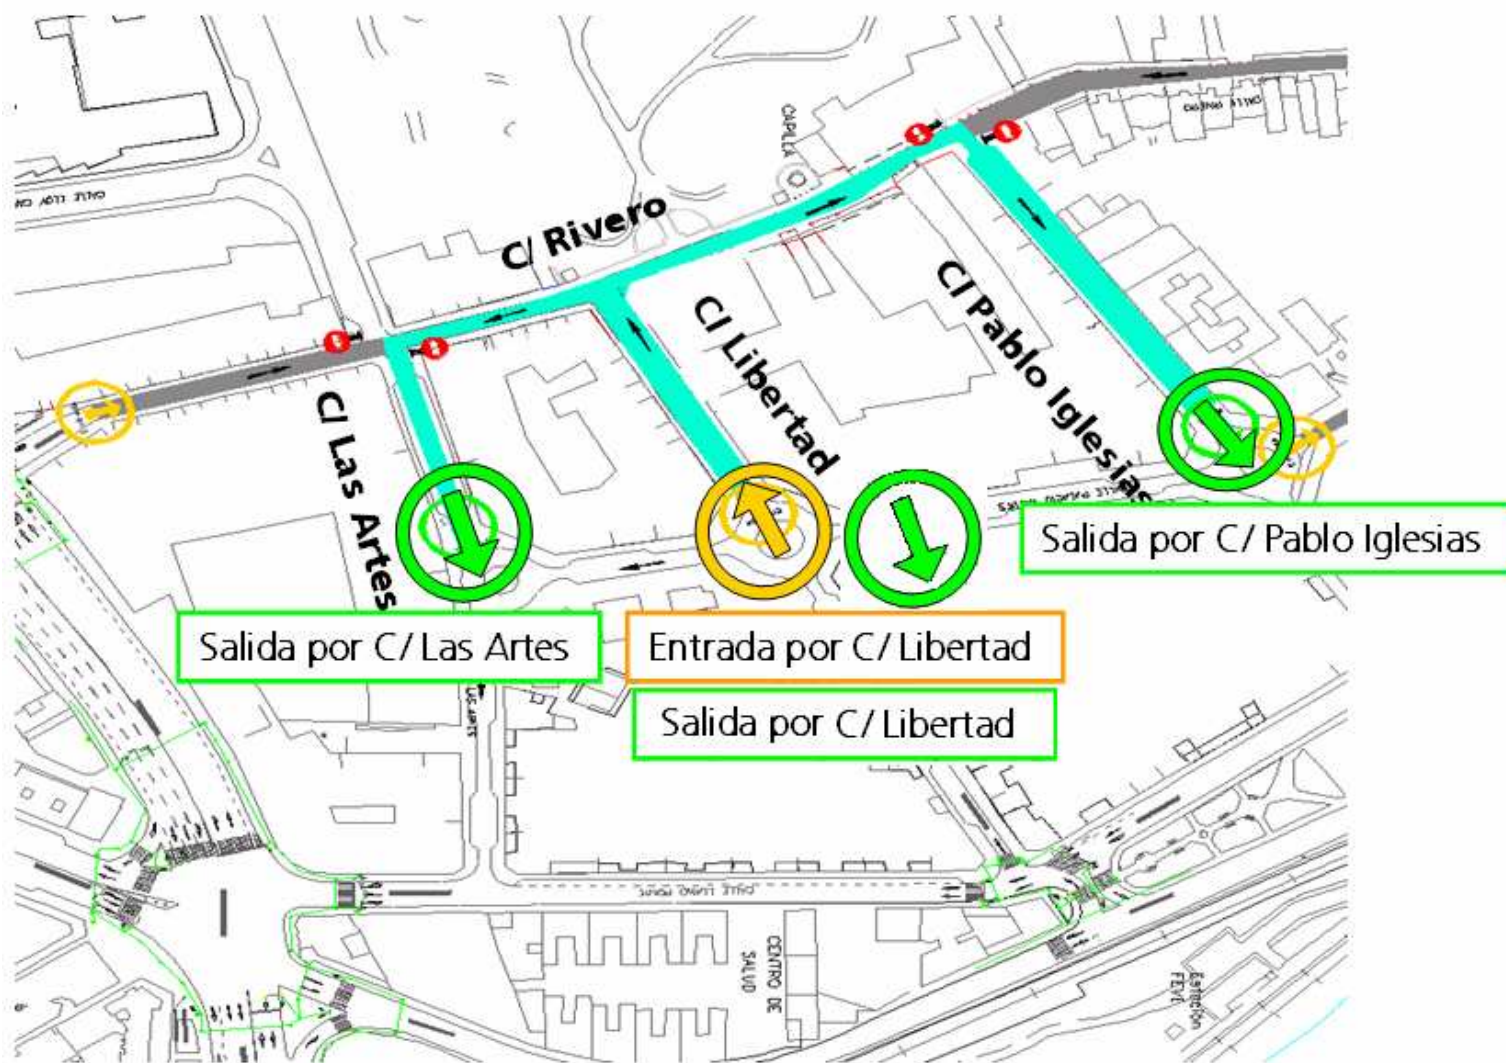 CAPILLA
C/ Rivero
C/ Libertad
C/ Pablo Iglesias
C/ Las Artes
Salida por C/ Pablo Iglesias
Salida por C/ Las Artes
Entrada por C/ Libertad
Salida por C/ Libertad
CENTRO DE
SALUD
Estación
FEVE